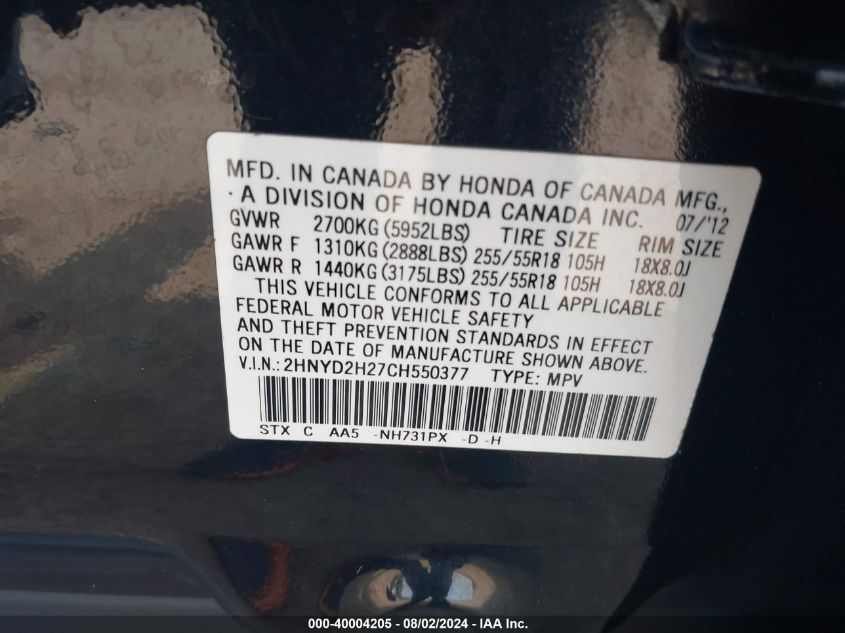 MFD. IN CANADA BY HONDA OF CANADA MFG.,
· A DIVISION OF HONDA CANADA INC. 07/'12
GVWR 2700KG (5952LBS) TIRE SIZE RIM SIZE
GAWR F 1310KG (2888LBS) 255/55R18 105H 18X8.0J
GAWR R 1440KG (3175LBS) 255/55R18 105H 18X8.0J
THIS VEHICLE CONFORMS TO ALL APPLICABLE
FEDERAL MOTOR VEHICLE SAFETY
AND THEFT PREVENTION STANDARDS IN EFFECT
ON THE DATE OF MANUFACTURE SHOWN ABOVE.
V.I.N.: 2HNYD2H27CH550377 TYPE: MPV
STX C AA5 -NH731PX -D -H
000-40004205 - 08/02/2024 - IAA, Inc.